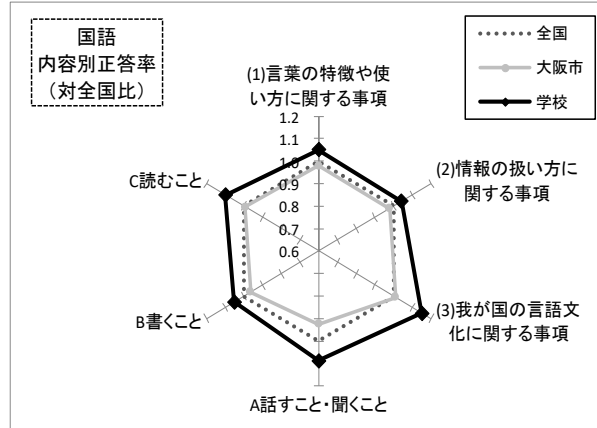 国語
内容別正答率
（対全国比）
全国
大阪市
学校
(1)言葉の特徴や使
い方に関する事項
(2)情報の扱い方に
関する事項
(3)我が国の言語文
化に関する事項
A話すこと・聞くこと
B書くこと
C読むこと
1.2
1.1
1.0
0.9
0.8
0.7
0.6